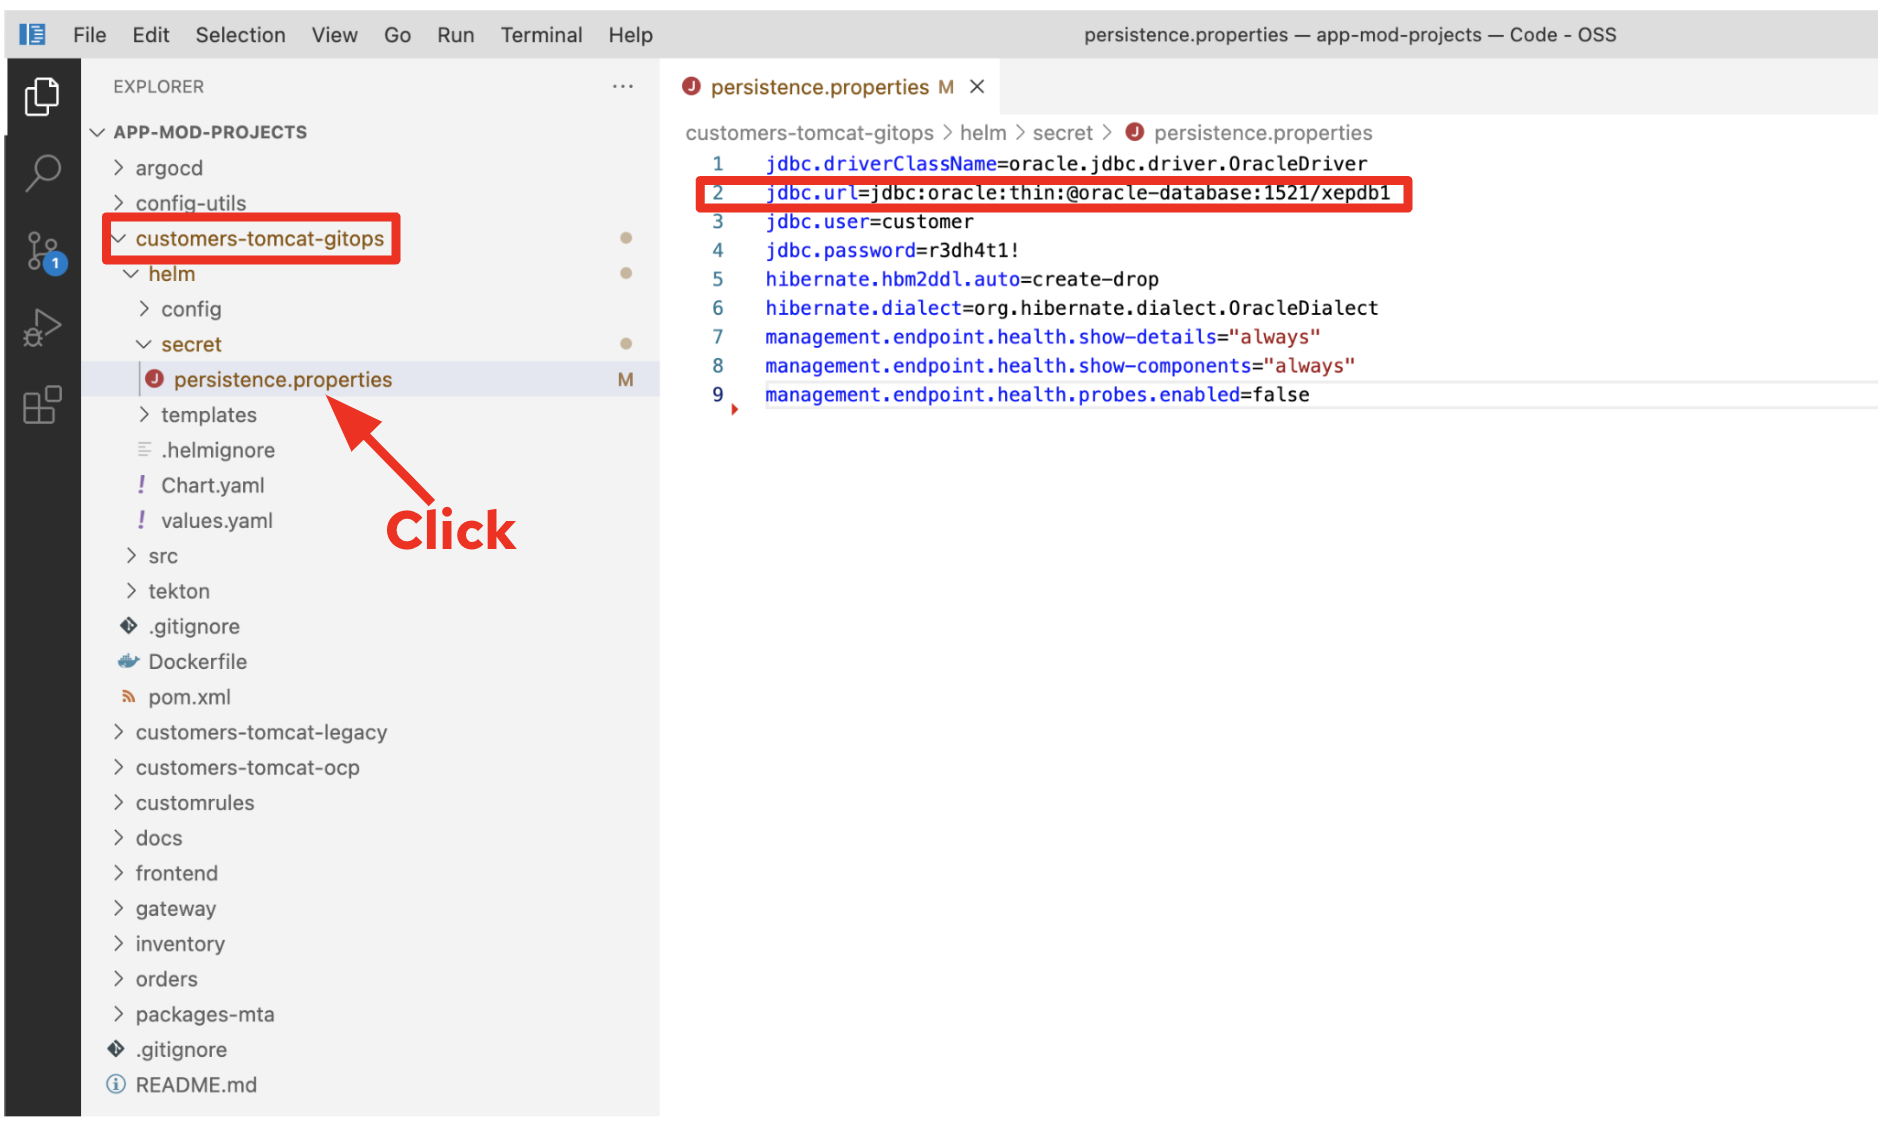 File Edit Selection View Go Run Terminal Help
persistence.properties — app-mod-projects — Code - OSS
EXPLORER ···
APP-MOD-PROJECTS
argocd
config-utils
customers-tomcat-gitops
helm
config
secret
J persistence.properties M
templates
.helmignore
! Chart.yaml
! values.yaml
src
tekton
.gitignore
Dockerfile
pom.xml
customers-tomcat-legacy
customers-tomcat-ocp
customrules
docs
frontend
gateway
inventory
orders
packages-mta
.gitignore
README.md
1
Click
J persistence.properties M
customers-tomcat-gitops > helm > secret > J persistence.properties
1 jdbc.driverClassName=oracle.jdbc.driver.OracleDriver
2 jdbc.url=jdbc:oracle:thin:@oracle-database:1521/xepdb1
3 jdbc.user=customer
4 jdbc.password=r3dh4t1!
5 hibernate.hbm2ddl.auto=create-drop
6 hibernate.dialect=org.hibernate.dialect.OracleDialect
7 management.endpoint.health.show-details="always"
8 management.endpoint.health.show-components="always"
9 management.endpoint.health.probes.enabled=false